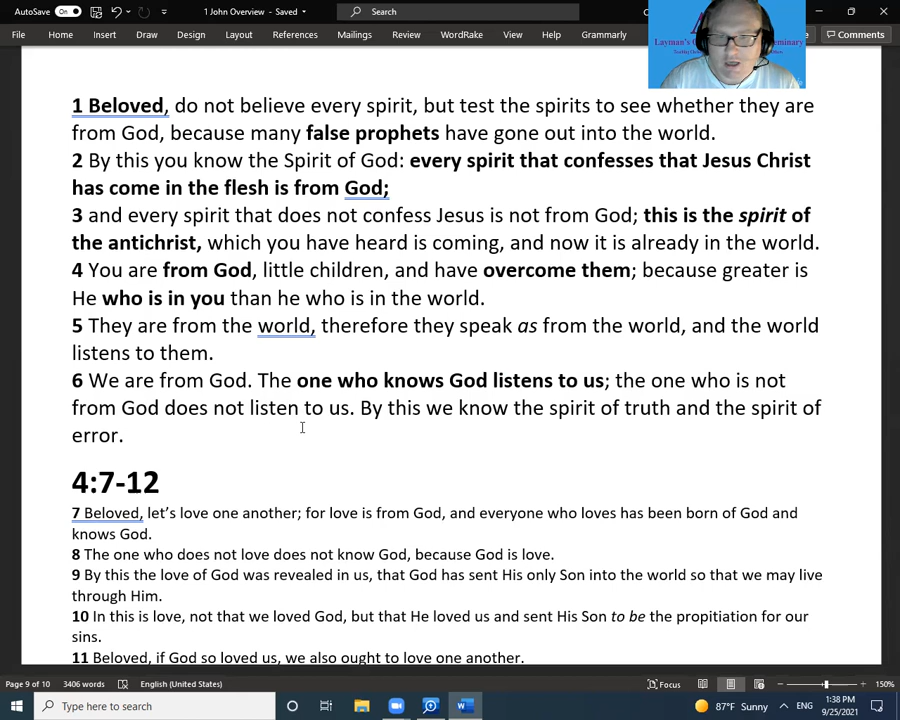 AutoSave On 1 John Overview - Saved Search
File Home Insert Draw Design Layout References Mailings Review WordRake View Help Grammarly Comments
Layman's
1 Beloved, do not believe every spirit, but test the spirits to see whether they are
from God, because many false prophets have gone out into the world.
2 By this you know the Spirit of God: every spirit that confesses that Jesus Christ
has come in the flesh is from God;
3 and every spirit that does not confess Jesus is not from God; this is the spirit of
the antichrist, which you have heard is coming, and now it is already in the world.
4 You are from God, little children, and have overcome them; because greater is
He who is in you than he who is in the world.
5 They are from the world, therefore they speak as from the world, and the world
listens to them.
6 We are from God. The one who knows God listens to us; the one who is not
from God does not listen to us. By this we know the spirit of truth and the spirit of
error.
4:7-12
7 Beloved, let's love one another; for love is from God, and everyone who loves has been born of God and
knows God.
8 The one who does not love does not know God, because God is love.
9 By this the love of God was revealed in us, that God has sent His only Son into the world so that we may live
through Him.
10 In this is love, not that we loved God, but that He loved us and sent His Son to be the propitiation for our
sins.
11 Beloved, if God so loved us, we also ought to love one another.
Page 9 of 10 3406 words English (United States) Focus 150%
Type here to search 87°F Sunny ENG 1:38 PM
9/25/2021